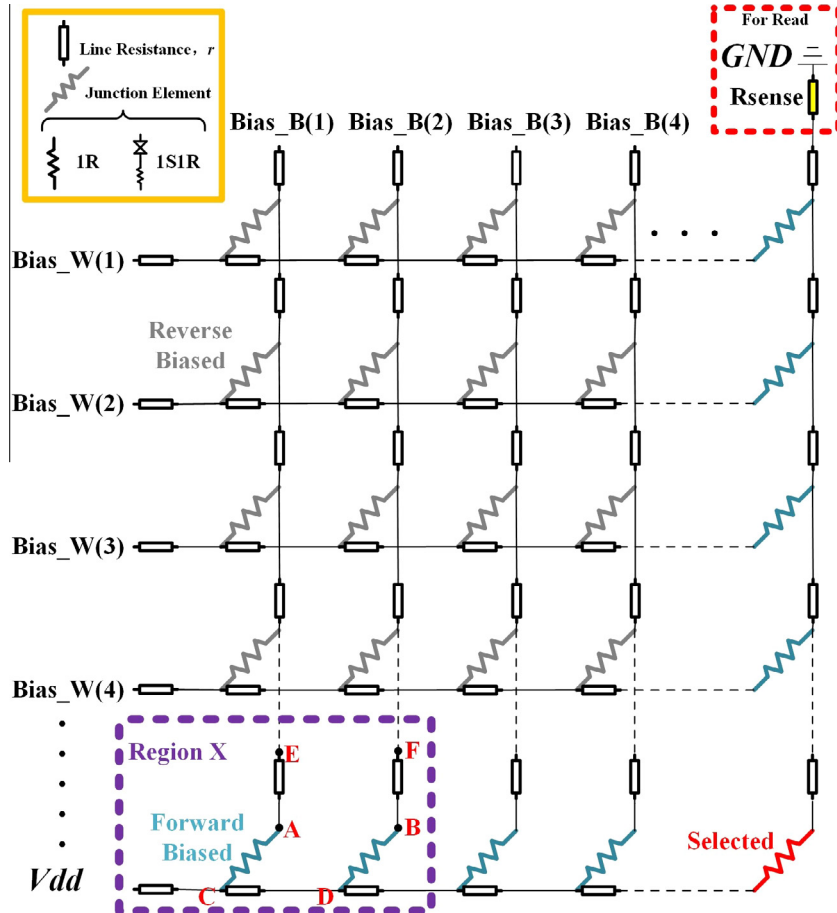 Line Resistance, r
Junction Element
1R
1S1R
For Read
GND
Rsense
Bias_B(1)
Bias_B(2)
Bias_B(3)
Bias_B(4)
. . .
Bias_W(1)
Reverse
Biased
Bias_W(2)
Bias_W(3)
Bias_W(4)
Region X
E
F
Forward
Biased
A
B
Selected
Vdd
C
D